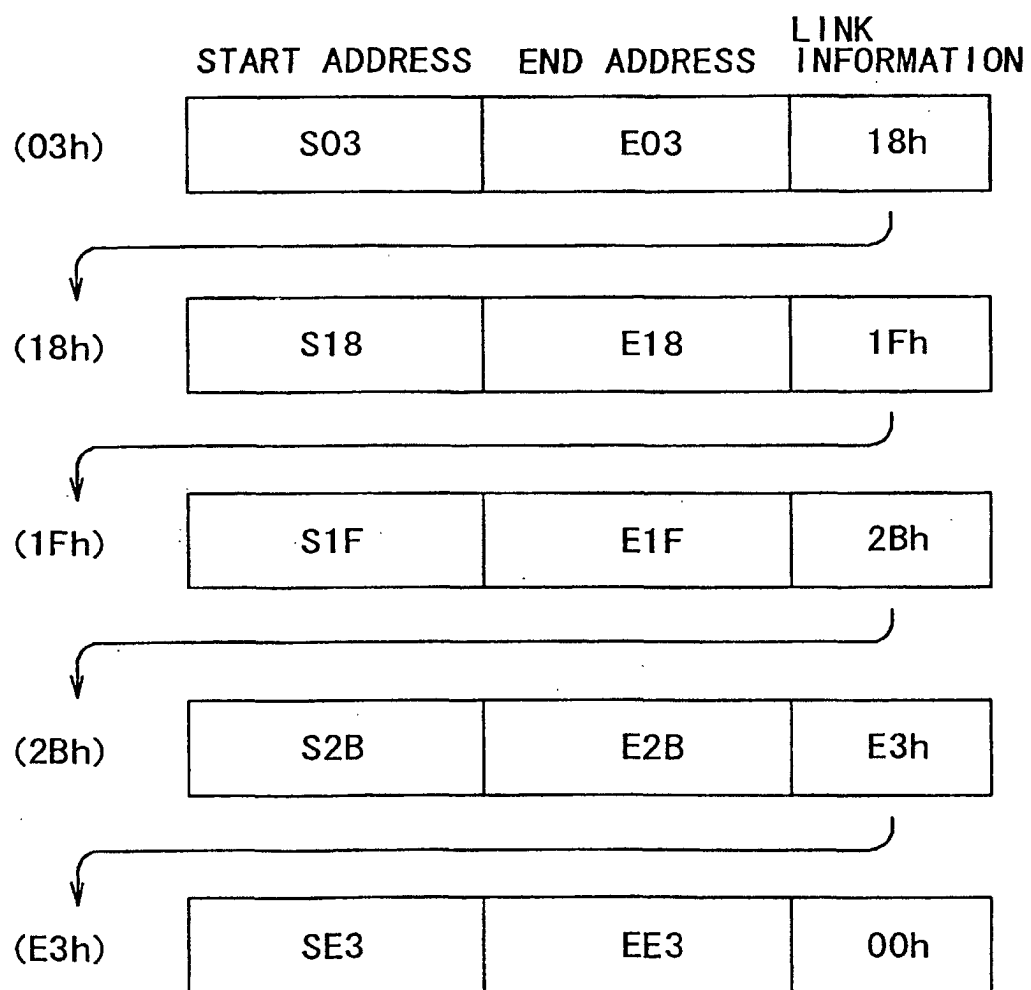 START ADDRESS END ADDRESS LINK INFORMATION
(03h) S03 E03 18h
(18h) S18 E18 1Fh
(1Fh) S1F E1F 2Bh
(2Bh) S2B E2B E3h
(E3h) SE3 EE3 00h